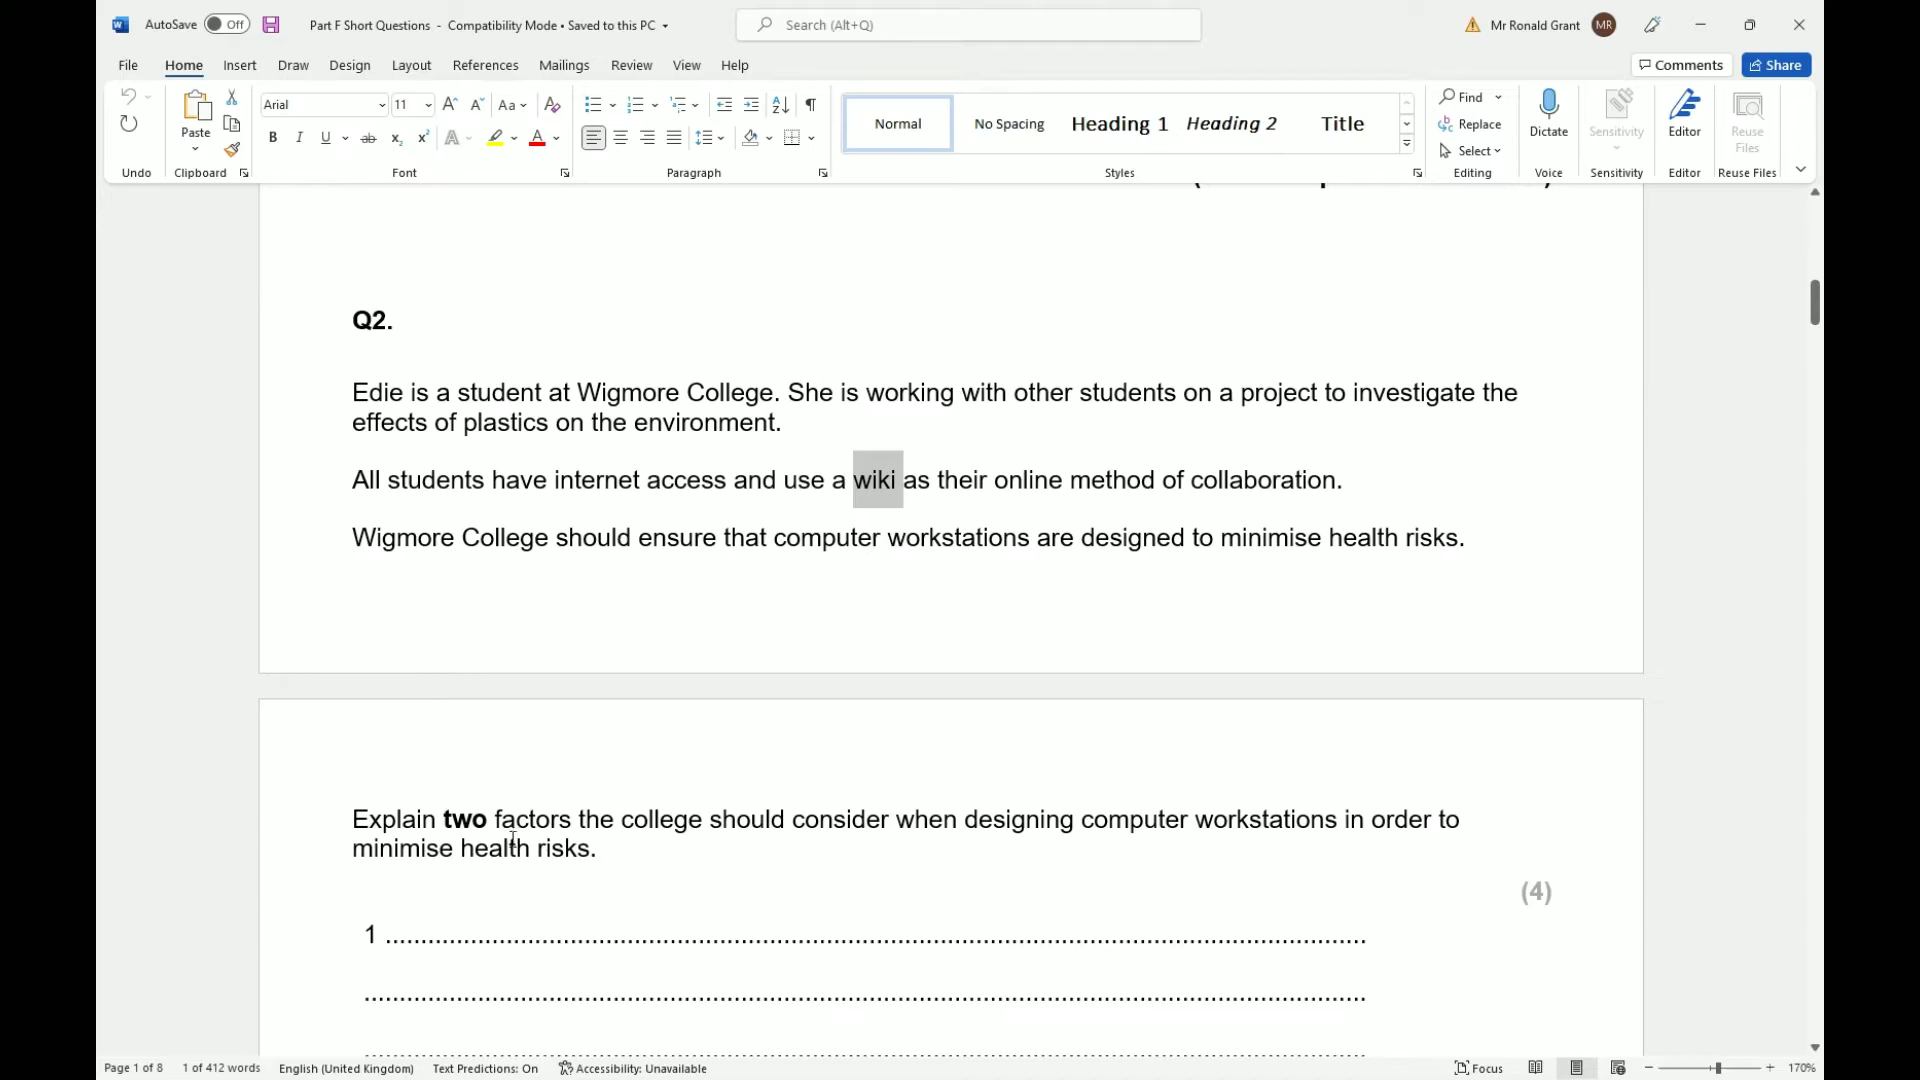 AutoSave Off Part F Short Questions - Compatibility Mode • Saved to this PC Search (Alt+Q) Mr Ronald Grant MR
File Home Insert Draw Design Layout References Mailings Review View Help Comments Share
Arial 11 Aa Find
Paste Normal No Spacing Heading 1 Heading 2 Title Replace Dictate Sensitivity Editor Reuse Files
B I U ab x₂ x² A A Select
Undo Clipboard Font Paragraph Styles Editing Voice Sensitivity Editor Reuse Files
Q2.
Edie is a student at Wigmore College. She is working with other students on a project to investigate the
effects of plastics on the environment.
All students have internet access and use a wiki as their online method of collaboration.
Wigmore College should ensure that computer workstations are designed to minimise health risks.
Explain two factors the college should consider when designing computer workstations in order to
minimise health risks.
(4)
1 ....................................................................................................
....................................................................................................
Page 1 of 8 1 of 412 words English (United Kingdom) Text Predictions: On Accessibility: Unavailable Focus 170%